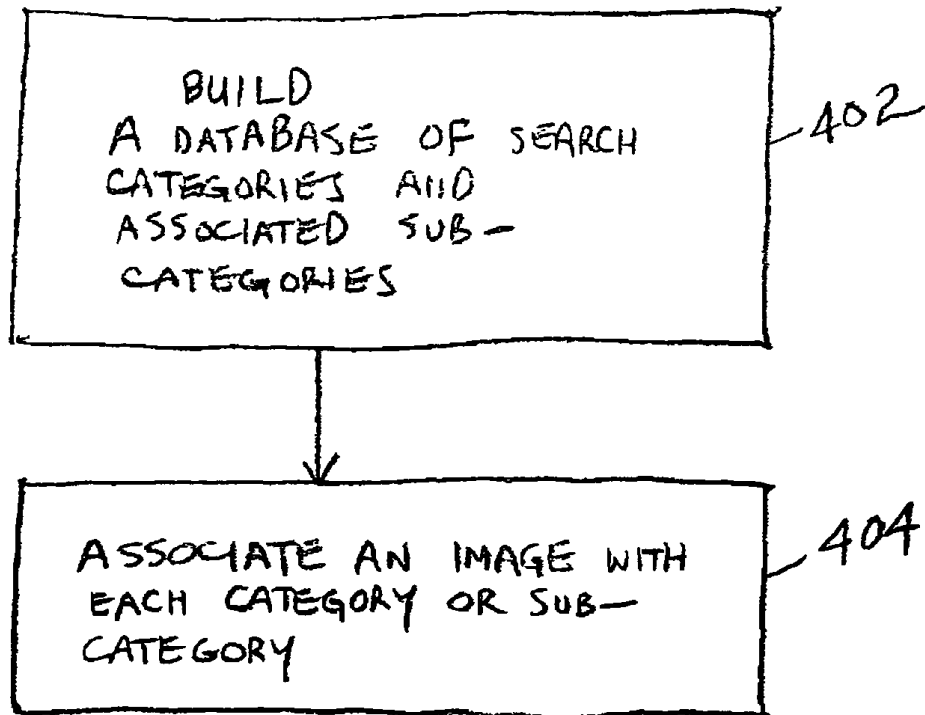 BUILD
A DATABASE OF SEARCH
CATEGORIES AND
ASSOCIATED SUB-
CATEGORIES
402
ASSOCIATE AN IMAGE WITH
EACH CATEGORY OR SUB-
CATEGORY
404